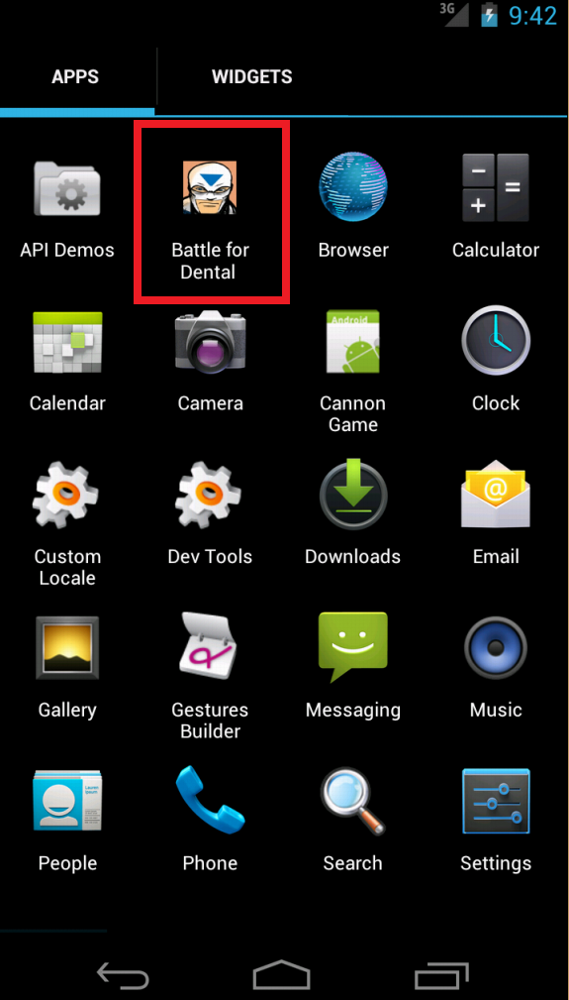 3G
9:42
APPS
WIDGETS
API Demos
Battle for
Dental
Browser
Calculator
Calendar
Camera
Android
Cannon
Game
Clock
Custom
Locale
Dev Tools
Downloads
@
Email
Gallery
Gestures
Builder
Messaging
Music
People
Phone
Search
Settings